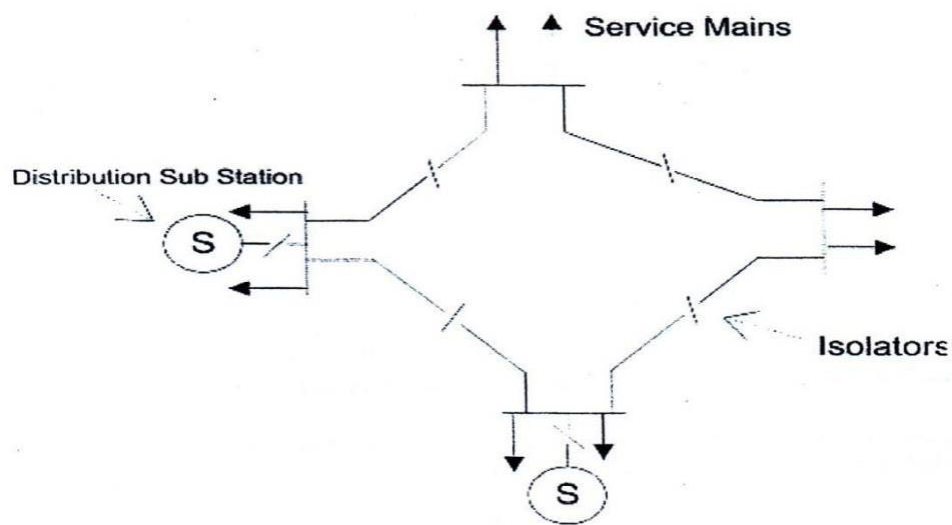 Service Mains
Distribution Sub Station
S
Isolators
S